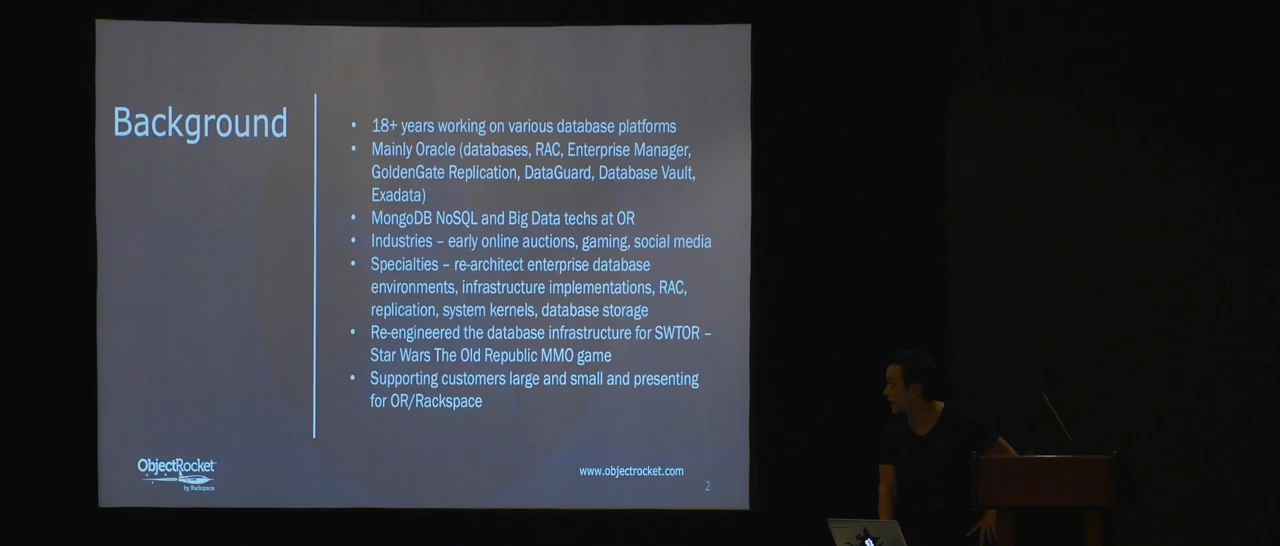 Background
• 18+ years working on various database platforms
• Mainly Oracle (databases, RAC, Enterprise Manager,
GoldenGate Replication, DataGuard, Database Vault,
Exadata)
• MongoDB NoSQL and Big Data techs at OR
• Industries – early online auctions, gaming, social media
• Specialties – re-architect enterprise database
environments, infrastructure implementations, RAC,
replication, system kernels, database storage
• Re-engineered the database infrastructure for SWTOR –
Star Wars The Old Republic MMO game
• Supporting customers large and small and presenting
for OR/Rackspace
ObjectRocket
by Rackspace
www.objectrocket.com
2